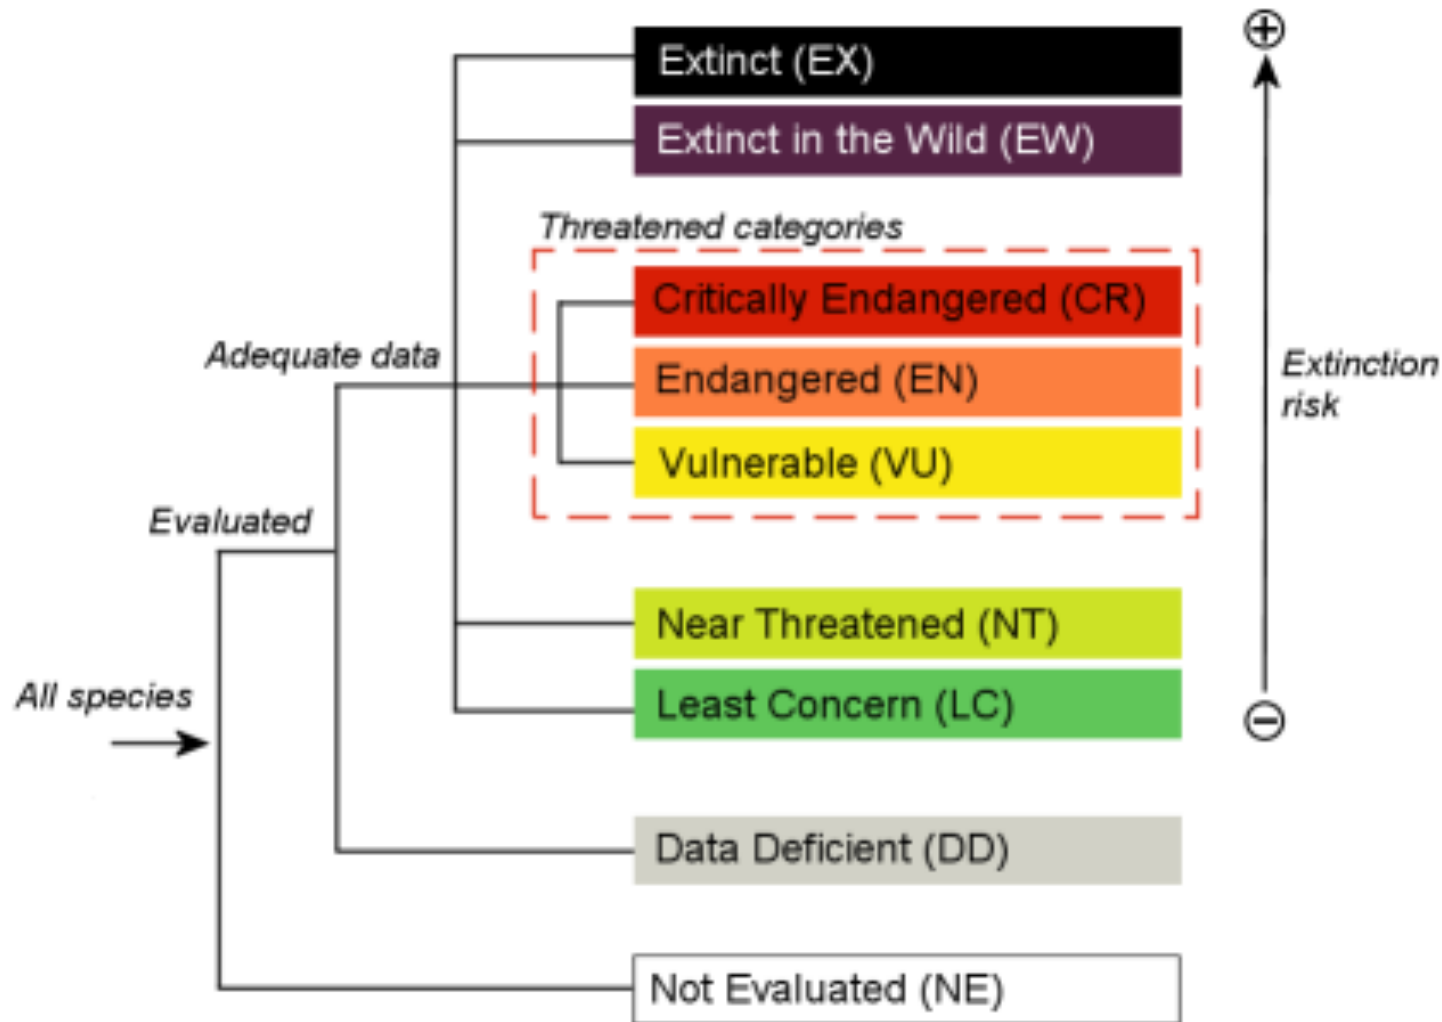 Extinct (EX)
Extinct in the Wild (EW)
Threatened categories
Critically Endangered (CR)
Adequate data
Endangered (EN)
Extinction
risk
Vulnerable (VU)
Evaluated
Near Threatened (NT)
All species
Least Concern (LC)
Data Deficient (DD)
Not Evaluated (NE)